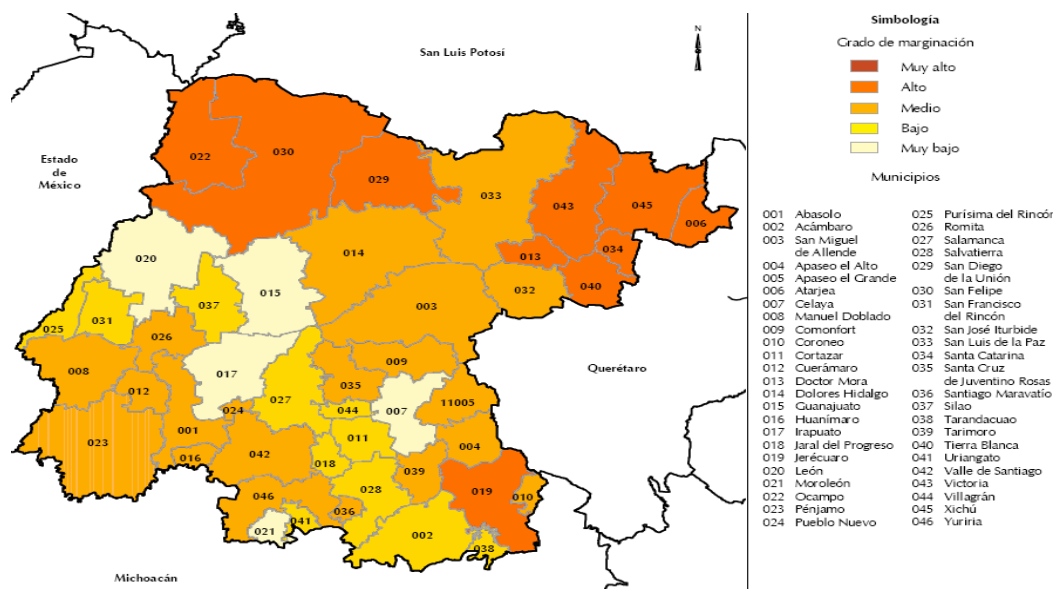 San Luis Potosí
N
Estado
de
México
Querétaro
Michoacán
022
030
029
033
043
045
006
013
034
040
032
014
020
015
003
037
025
031
026
009
008
012
017
035
007
11005
027
044
024
023
001
016
042
011
018
004
039
019
010
028
046
036
041
021
002
038
Simbología
Grado de marginación
Muy alto
Alto
Medio
Bajo
Muy bajo
Municipios
001 Abasolo
002 Acámbaro
003 San Miguel
de Allende
004 Apaseo el Alto
005 Apaseo el Grande
006 Atarjea
007 Celaya
008 Manuel Doblado
009 Comonfort
010 Coroneo
011 Cortazar
012 Cuerámaro
013 Doctor Mora
014 Dolores Hidalgo
015 Guanajuato
016 Huanímaro
017 Irapuato
018 Jaral del Progreso
019 Jerécuaro
020 León
021 Moroleón
022 Ocampo
023 Pénjamo
024 Pueblo Nuevo
025 Purísima del Rincón
026 Romita
027 Salamanca
028 Salvatierra
029 San Diego
de la Unión
030 San Felipe
031 San Francisco
del Rincón
032 San José Iturbide
033 San Luis de la Paz
034 Santa Catarina
035 Santa Cruz
de Juventino Rosas
036 Santiago Maravatío
037 Silao
038 Tarandacuao
039 Tarimoro
040 Tierra Blanca
041 Uriangato
042 Valle de Santiago
043 Victoria
044 Villagrán
045 Xichú
046 Yuriria